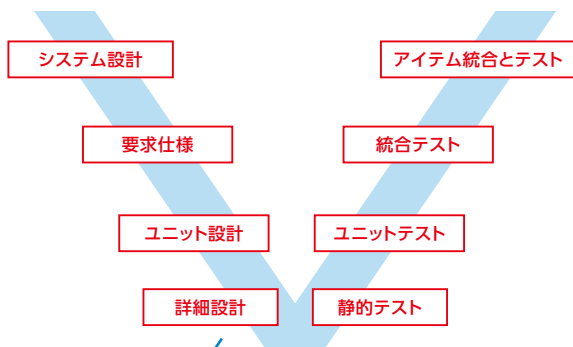 システム設計
アイテム統合とテスト
要求仕様
統合テスト
ユニット設計
ユニットテスト
詳細設計
静的テスト